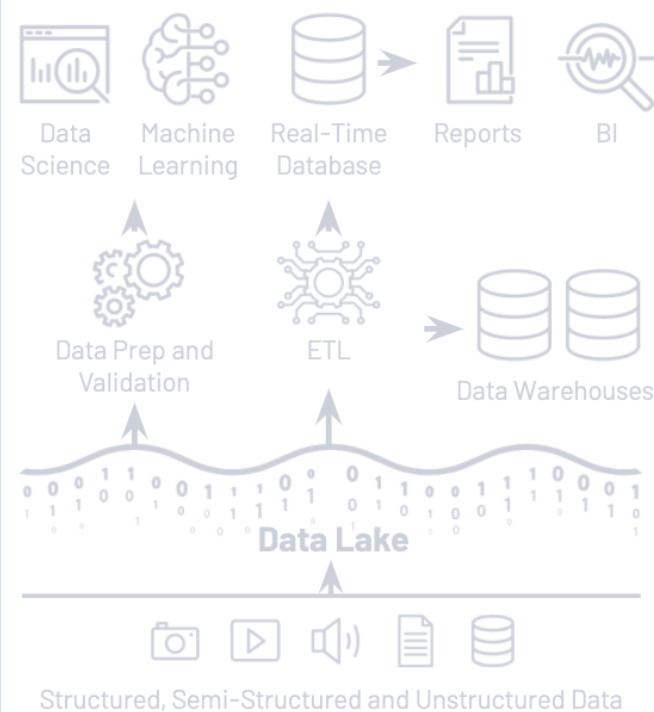 Data
Science
Machine
Learning
Real-Time
Database
Reports
BI
Data Prep and
Validation
ETL
Data Warehouses
Data Lake
Structured, Semi-Structured and Unstructured Data